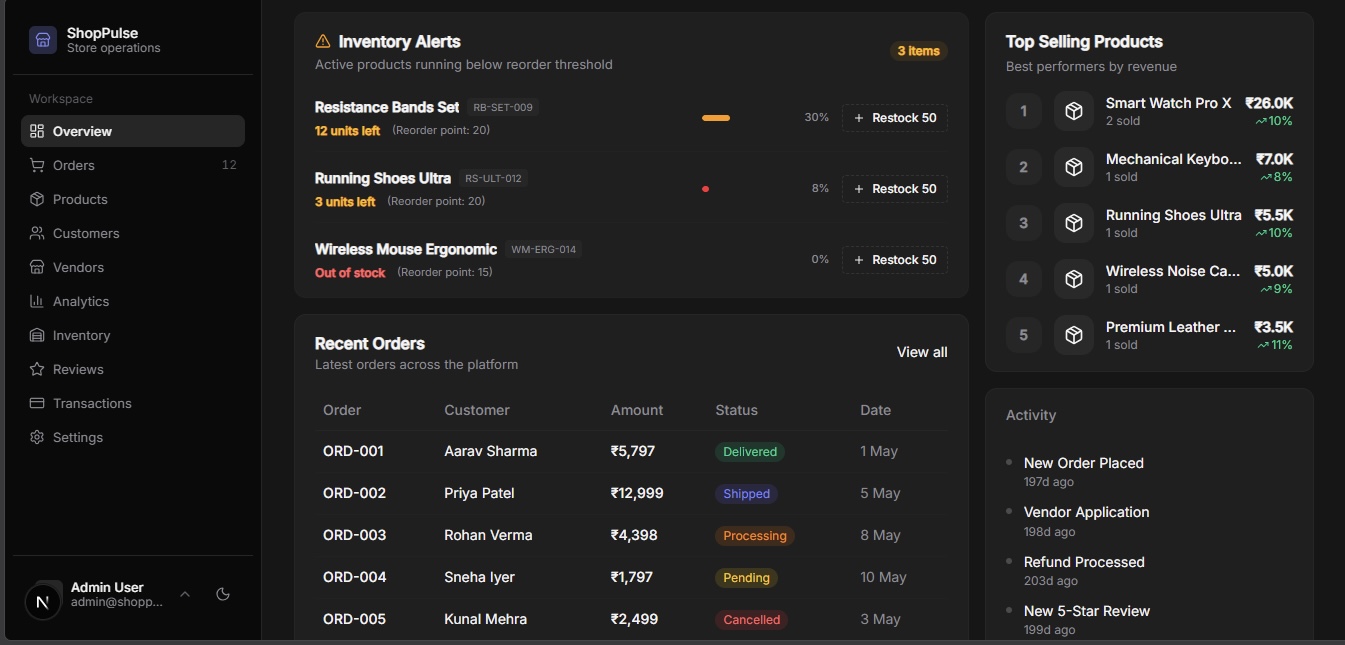 ShopPulse
Store operations
Workspace
Overview
Orders 12
Products
Customers
Vendors
Analytics
Inventory
Reviews
Transactions
Settings
N
Admin User
admin@shopp...
Inventory Alerts
Active products running below reorder threshold
3 items
Resistance Bands Set RB-SET-009
12 units left (Reorder point: 20)
30% + Restock 50
Running Shoes Ultra RS-ULT-012
3 units left (Reorder point: 20)
8% + Restock 50
Wireless Mouse Ergonomic WM-ERG-014
Out of stock (Reorder point: 15)
0% + Restock 50
Recent Orders
Latest orders across the platform
View all
Order Customer Amount Status Date
ORD-001 Aarav Sharma ₹5,797 Delivered 1 May
ORD-002 Priya Patel ₹12,999 Shipped 5 May
ORD-003 Rohan Verma ₹4,398 Processing 8 May
ORD-004 Sneha Iyer ₹1,797 Pending 10 May
ORD-005 Kunal Mehra ₹2,499 Cancelled 3 May
Top Selling Products
Best performers by revenue
1 Smart Watch Pro X ₹26.0K
2 sold 10%
2 Mechanical Keybo... ₹7.0K
1 sold 8%
3 Running Shoes Ultra ₹5.5K
1 sold 10%
4 Wireless Noise Ca... ₹5.0K
1 sold 9%
5 Premium Leather ... ₹3.5K
1 sold 11%
Activity
New Order Placed
197d ago
Vendor Application
198d ago
Refund Processed
203d ago
New 5-Star Review
199d ago